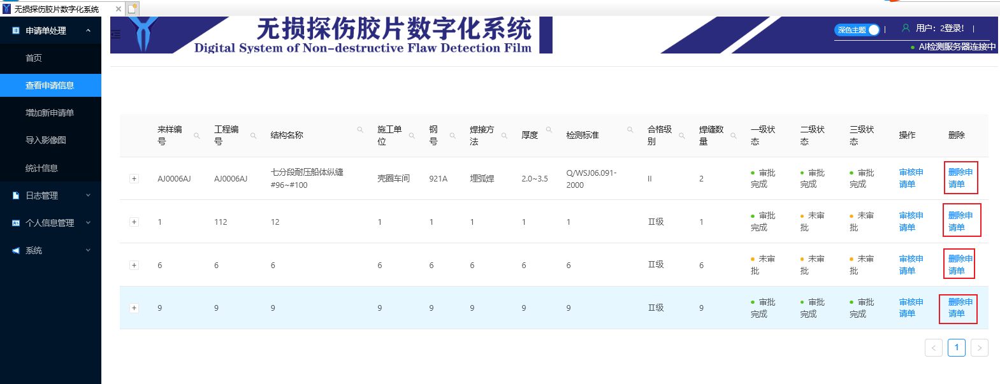 无损探伤胶片数字化系统
申请单处理
首页
查看申请信息
增加新申请单
导入影像图
统计信息
日志管理
个人信息管理
系统
无损探伤胶片数字化系统
Digital System of Non-destructive Flaw Detection Film
深色主题 | 用户：2登录！ |
AI检测服务器连接中
来样编号 工程编号 结构名称 施工单位 钢号 焊接方法 厚度 检测标准 合格级别 焊缝数量 一级状态 二级状态 三级状态 操作 删除
AJ0006AJ AJ0006AJ 七分段耐压船体纵缝#96~#100 壳圈车间 921A 埋弧焊 2.0~3.5 Q/WSJ06.091-2000 II 2 审批完成 审批完成 审批完成 审核申请单 删除申请单
1 112 12 1 1 1 1 1 II级 1 审批完成 未审批 未审批 审核申请单 删除申请单
6 6 6 6 6 6 6 6 II级 6 未审批 未审批 未审批 审核申请单 删除申请单
9 9 9 9 9 9 9 9 II级 9 审批完成 审批完成 审批完成 审核申请单 删除申请单
< 1 >